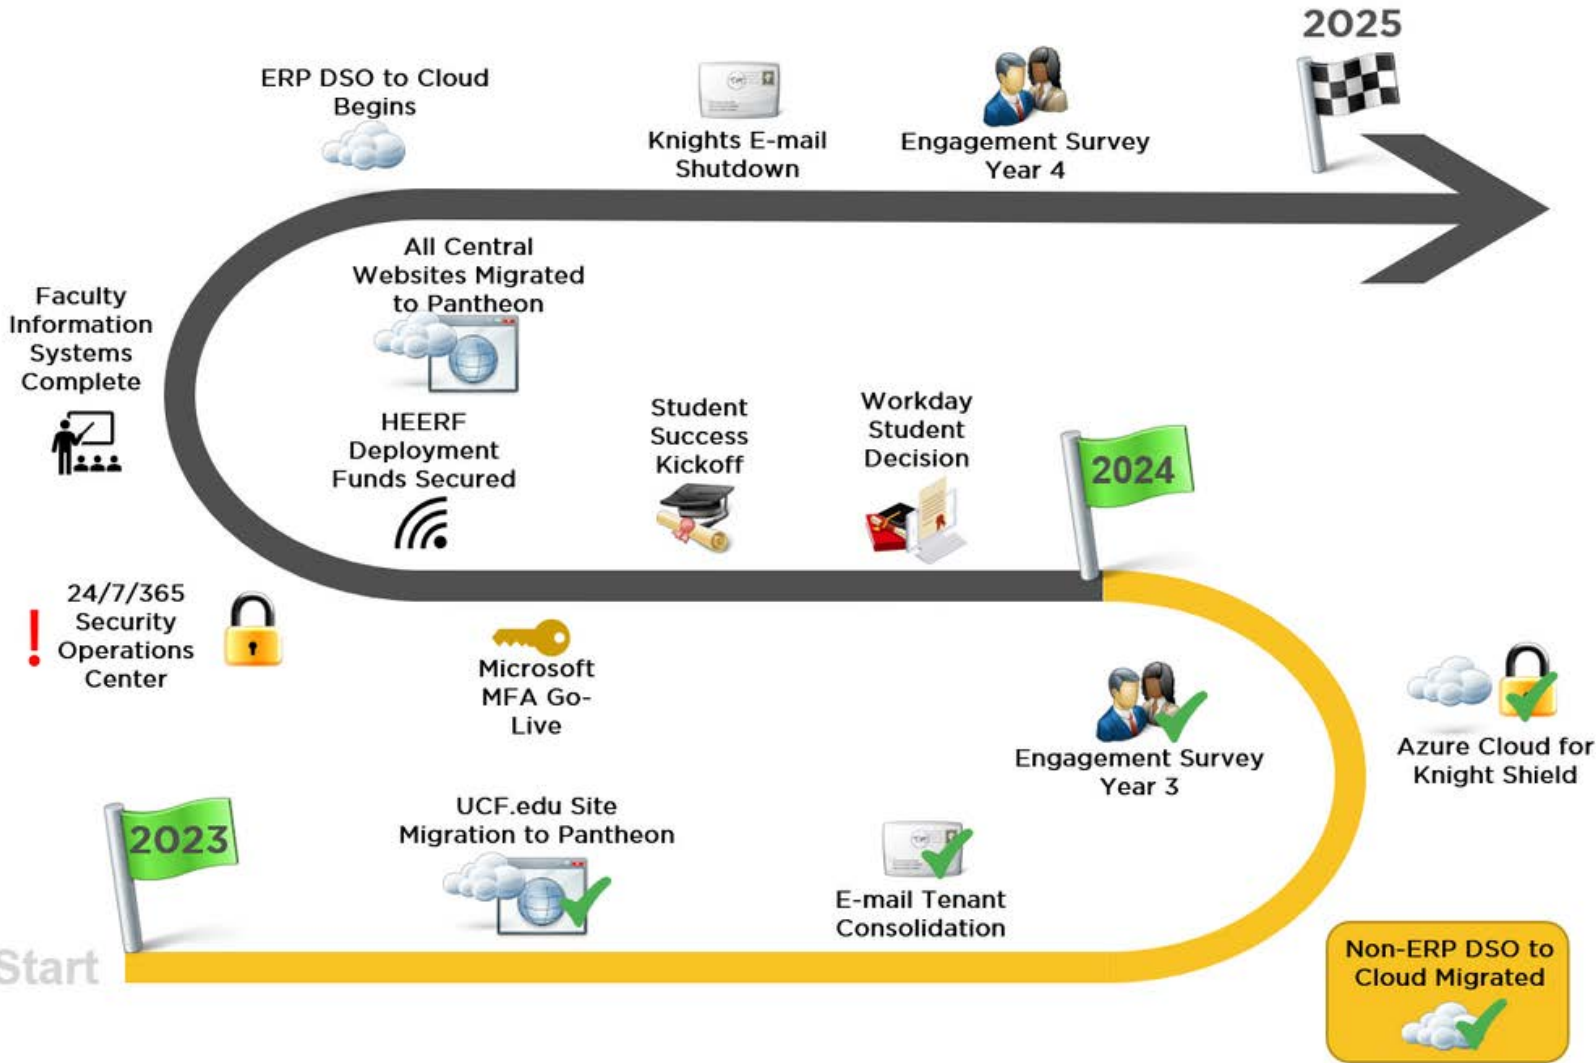 2025
ERP DSO to Cloud
Begins
Knights E-mail
Shutdown
Engagement Survey
Year 4
All Central
Websites Migrated
to Pantheon
Faculty
Information
Systems
Complete
HEERF
Deployment
Funds Secured
Student
Success
Kickoff
Workday
Student
Decision
2024
24/7/365
Security
Operations
Center
!
Microsoft
MFA Go-
Live
Engagement Survey
Year 3
Azure Cloud for
Knight Shield
2023
UCF.edu Site
Migration to Pantheon
E-mail Tenant
Consolidation
Start
Non-ERP DSO to
Cloud Migrated